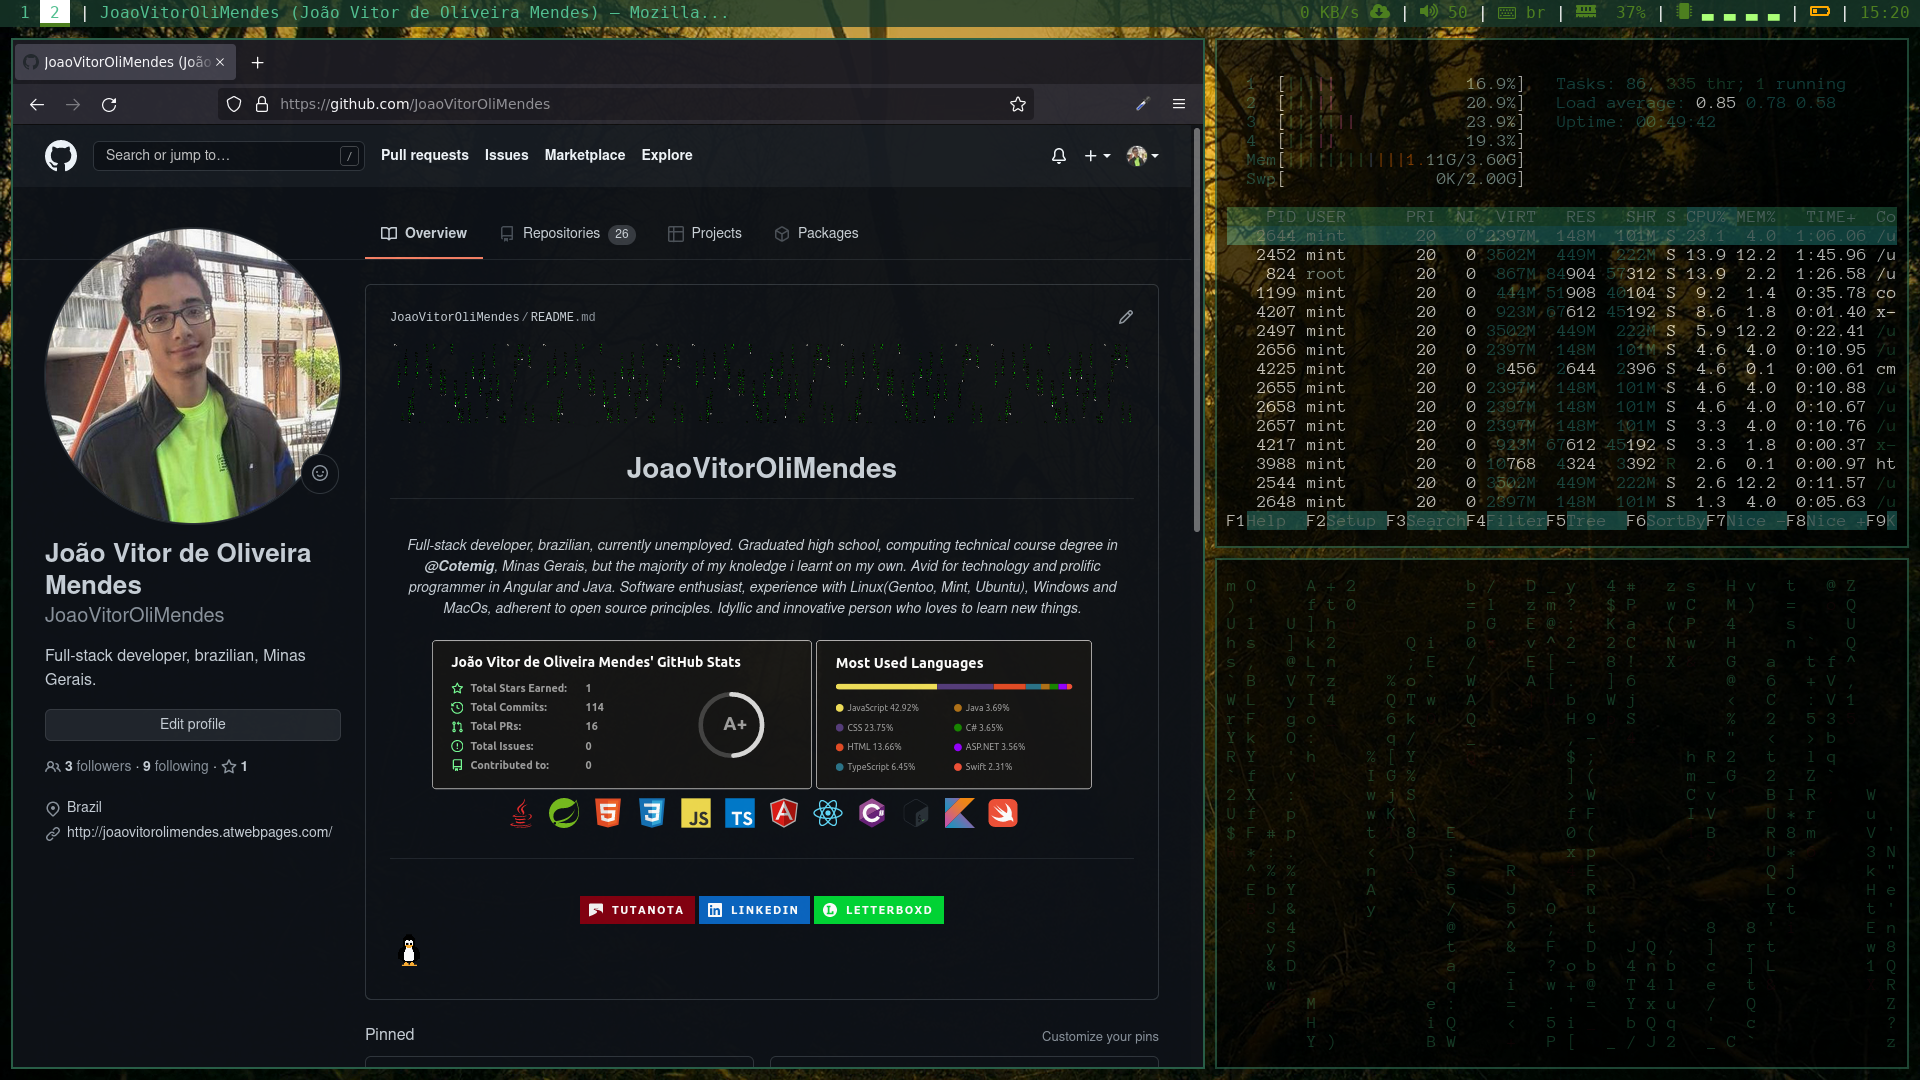 1 2 | JoaoVitorOliMendes (João Vitor de Oliveira Mendes) — Mozilla...
0 KB/s | 50 | br | 37% | | | 15:20
JoaoVitorOliMendes (João
https://github.com/JoaoVitorOliMendes
Search or jump to… / Pull requests Issues Marketplace Explore
Overview Repositories 26 Projects Packages
JoaoVitorOliMendes/README.md
JoaoVitorOliMendes
Full-stack developer, brazilian, currently unemployed. Graduated high school, computing technical course degree in
@Cotemig, Minas Gerais, but the majority of my knoledge i learnt on my own. Avid for technology and prolific
programmer in Angular and Java. Software enthusiast, experience with Linux(Gentoo, Mint, Ubuntu), Windows and
MacOs, adherent to open source principles. Idyllic and innovative person who loves to learn new things.
João Vitor de Oliveira Mendes' GitHub Stats
Total Stars Earned: 1
Total Commits: 114
Total PRs: 16
Total Issues: 0
Contributed to: 0
A+
Most Used Languages
JavaScript 42.92% Java 3.69%
CSS 23.75% C# 3.65%
HTML 13.66% ASP.NET 3.56%
TypeScript 6.45% Swift 2.31%
JS TS
TUTANOTA LINKEDIN LETTERBOXD
João Vitor de Oliveira
Mendes
JoaoVitorOliMendes
Full-stack developer, brazilian, Minas
Gerais.
Edit profile
3 followers · 9 following · 1
Brazil
http://joaovitorolimendes.atwebpages.com/
Pinned Customize your pins
1 [ 16.9%] Tasks: 86, 335 thr; 1 running
2 [ 20.9%] Load average: 0.85 0.78 0.58
3 [ 23.9%] Uptime: 00:49:42
4 [ 19.3%]
Mem[ 1.11G/3.60G]
Swp[ 0K/2.00G]
PID USER PRI NI VIRT RES SHR S CPU% MEM% TIME+ Co
2644 mint 20 0 2397M 148M 101M S 23.1 4.0 1:06.06 /u
2452 mint 20 0 3502M 449M 222M S 13.9 12.2 1:45.96 /u
824 root 20 0 867M 84904 57312 S 13.9 2.2 1:26.58 /u
1199 mint 20 0 444M 51908 40104 S 9.2 1.4 0:35.78 co
4207 mint 20 0 923M 67612 45192 S 8.6 1.8 0:01.40 x-
2497 mint 20 0 3502M 449M 222M S 5.9 12.2 0:22.41 /u
2656 mint 20 0 2397M 148M 101M S 4.6 4.0 0:10.95 /u
4225 mint 20 0 8456 2644 2396 S 4.6 0.1 0:00.61 cm
2655 mint 20 0 2397M 148M 101M S 4.6 4.0 0:10.88 /u
2658 mint 20 0 2397M 148M 101M S 4.6 4.0 0:10.67 /u
2657 mint 20 0 2397M 148M 101M S 3.3 4.0 0:10.76 /u
4217 mint 20 0 923M 67612 45192 S 3.3 1.8 0:00.37 x-
3988 mint 20 0 10768 4324 3392 R 2.6 0.1 0:00.97 ht
2544 mint 20 0 3502M 449M 222M S 2.6 12.2 0:11.57 /u
2648 mint 20 0 2397M 148M 101M S 1.3 4.0 0:05.63 /u
F1Help F2Setup F3SearchF4FilterF5Tree F6SortByF7Nice -F8Nice +F9K